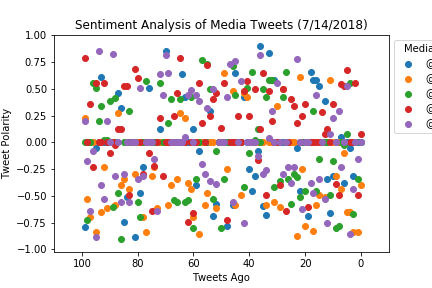 Sentiment Analysis of Media Tweets (7/14/2018)
Media
@
@
@
@
@
1.00
0.75
0.50
0.25
0.00
−0.25
−0.50
−0.75
−1.00
Tweet Polarity
100 80 60 40 20 0
Tweets Ago